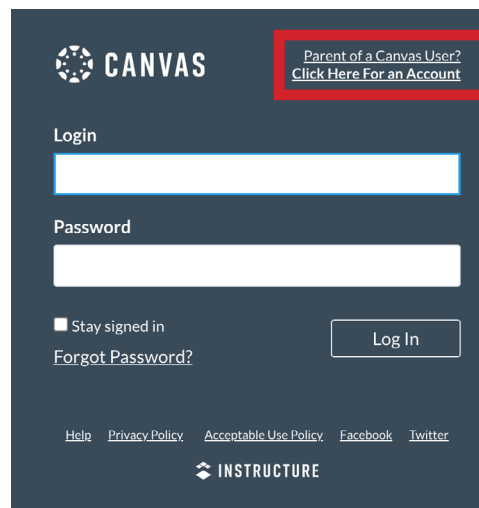 CANVAS
Parent of a Canvas User?
Click Here For an Account
Login
Password
Stay signed in
Log In
Forgot Password?
Help Privacy Policy Acceptable Use Policy Facebook Twitter
INSTRUCTURE